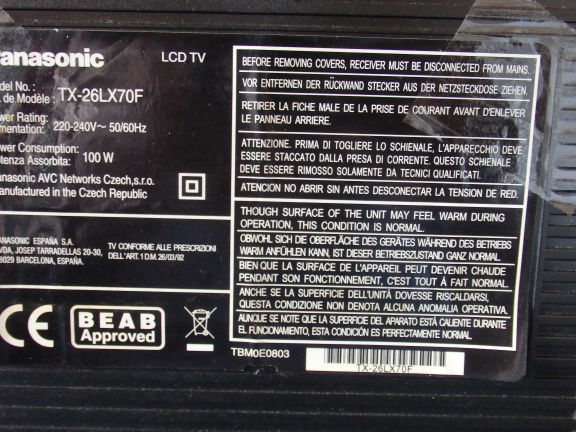 anasonic LCD TV
del No. :
. de Modèle : TX-26LX70F
wer Rating:
mentation: 220-240V~ 50/60Hz
wer Consumption:
otenza Assorbita: 100 W
anasonic AVC Networks Czech,s.r.o.
anufactured in the Czech Republic
ANASONIC ESPAÑA S.A.
VDA, JOSEP TARRADELLAS 20-30,
8029 BARCELONA, ESPAÑA.
TV CONFORME ALLE PRESCRIZIONI
DELL'ART. 1 D.M. 26/03/92
CE
BEAB
Approved
BEFORE REMOVING COVERS, RECEIVER MUST BE DISCONNECTED FROM MAINS.
VOR ENTFERNEN DER RÜCKWAND STECKER AUS DER NETZSTECKDOSE ZIEHEN.
RETIRER LA FICHE MALE DE LA PRISE DE COURANT AVANT D'ENLEVER
LE PANNEAU ARRIERE.
ATTENZIONE. PRIMA DI TOGLIERE LO SCHIENALE, L'APPARECCHIO DEVE
ESSERE STACCATO DALLA PRESA DI CORRENTE. QUESTO SCHIENALE
DEVE ESSERE RIMOSSO SOLAMENTE DA TECNICI QUALIFICATI.
ATENCION NO ABRIR SIN ANTES DESCONECTAR LA TENSION DE RED.
THOUGH SURFACE OF THE UNIT MAY FEEL WARM DURING
OPERATION, THIS CONDITION IS NORMAL.
OBWOHL SICH DIE OBERFLÄCHE DES GERÄTES WÄHREND DES BETRIEBS
WARM ANFÜHLEN KANN, IST DIESER BETRIEBSZUSTAND GANZ NORMAL.
BIEN QUE LA SURFACE DE L'APPAREIL PEUT DEVENIR CHAUDE
PENDANT SON FONCTIONNEMENT, C'EST TOUT À FAIT NORMAL.
ANCHE SE LA SUPERFICIE DELL'UNITÀ DOVESSE RISCALDARSI,
QUESTA CONDIZIONE NON DENOTA ALCUNA ANOMALIA OPERATIVA.
AUNQUE SE NOTE QUE LA SUPERFICIE DEL APARATO ESTÁ CALIENTE DURANTE
EL FUNCIONAMIENTO, ESTA CONDICIÓN ES PERFECTAMENTE NORMAL.
TBM0E0803
TX-26LX70F